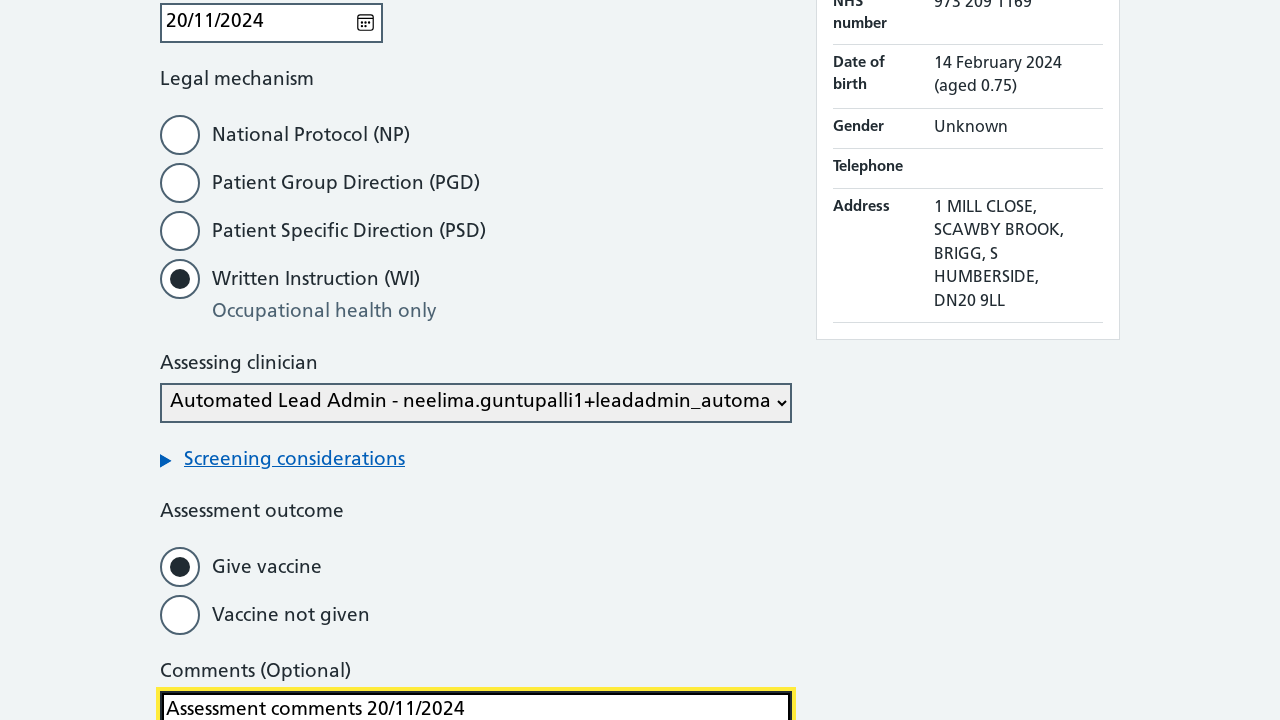 20/11/2024
Legal mechanism
National Protocol (NP)
Patient Group Direction (PGD)
Patient Specific Direction (PSD)
Written Instruction (WI)
Occupational health only
Assessing clinician
Automated Lead Admin - neelima.guntupalli1+leadadmin_automa
Screening considerations
Assessment outcome
Give vaccine
Vaccine not given
Comments (Optional)
Assessment comments 20/11/2024
NHS number
973 209 1169
Date of birth
14 February 2024
(aged 0.75)
Gender
Unknown
Telephone
Address
1 MILL CLOSE,
SCAWBY BROOK,
BRIGG, S
HUMBERSIDE,
DN20 9LL